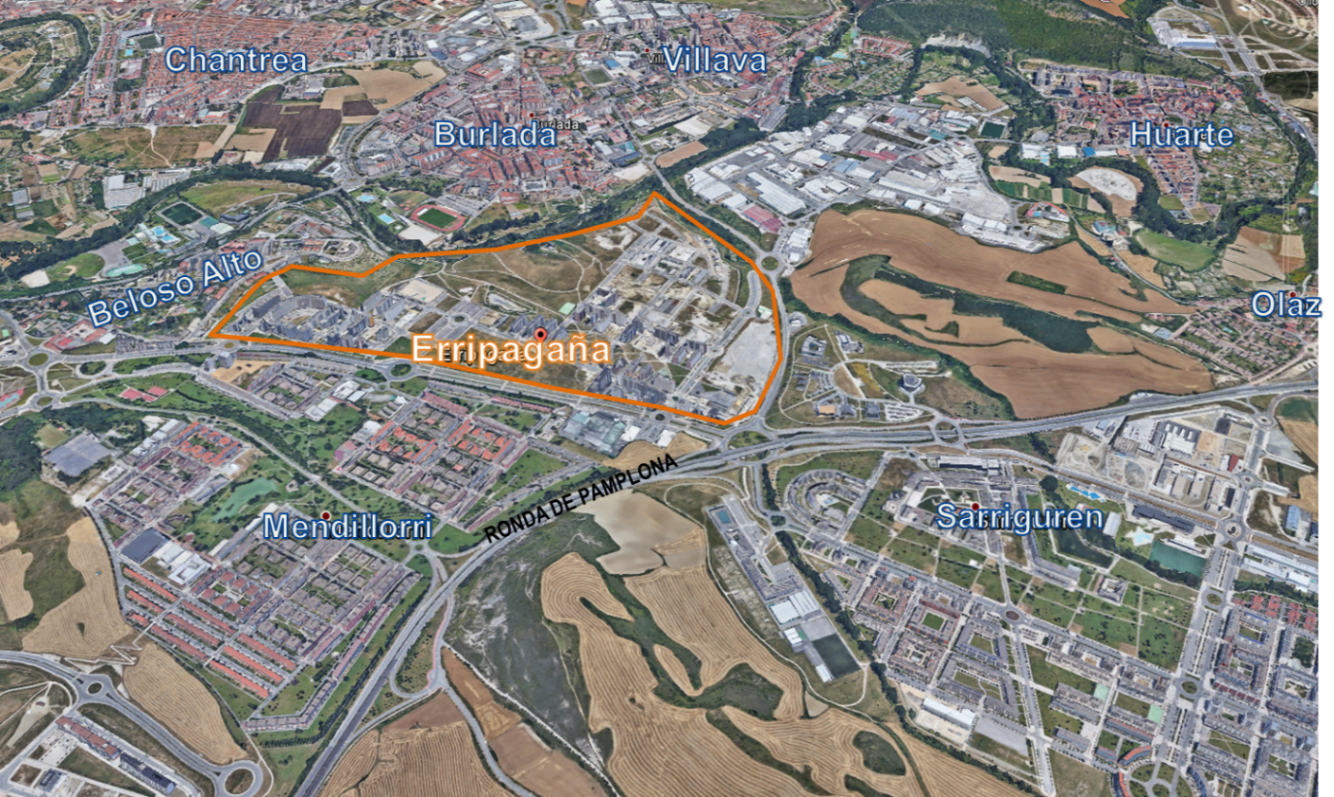 Chantrea
Villava
Burlada
Huarte
Beloso Alto
Olaz
Erripagaña
Mendillorri
RONDA DE PAMPLONA
Sarriguren